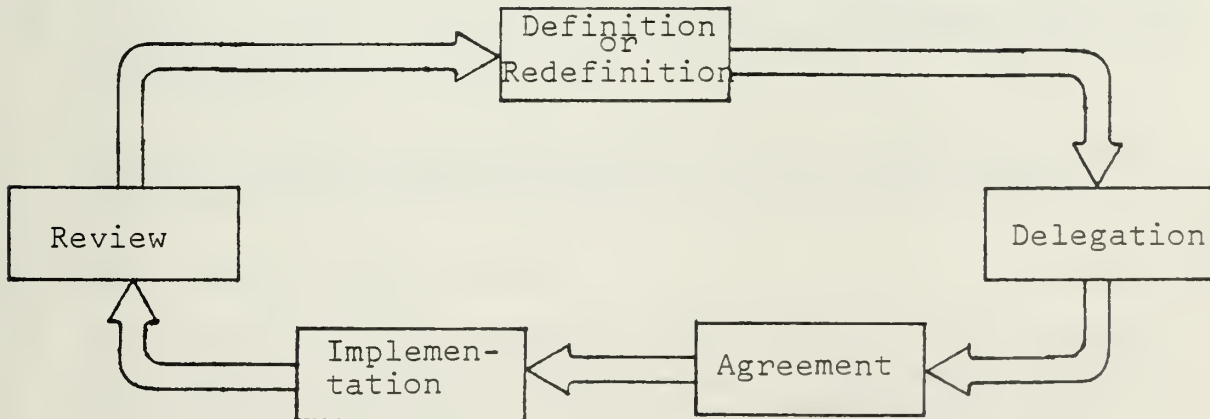 Definition
or
Redefinition
Review
Delegation
Implemen-
tation
Agreement